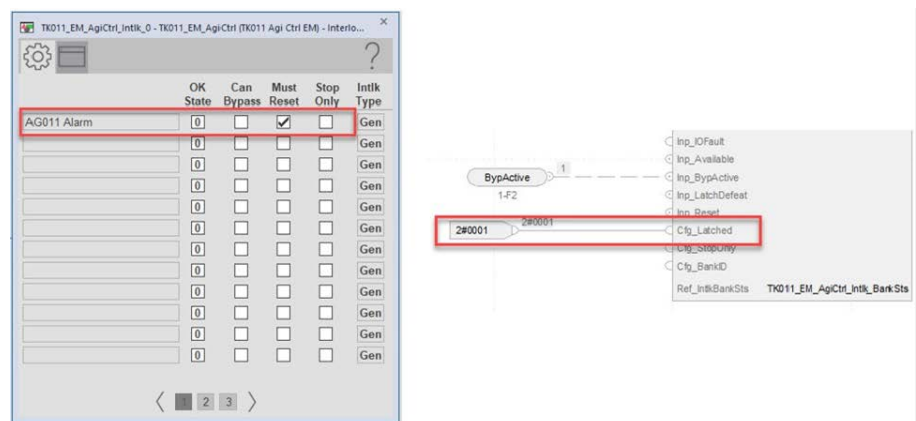 TK011_EM_AgiCtrl_Intlk_0 - TK011_EM_AgiCtrl (TK011 Agi Ctrl EM) - Interlo...
×
?
OK State Can Bypass Must Reset Stop Only Intlk Type
AG011 Alarm 0 Gen
0 Gen
0 Gen
0 Gen
0 Gen
0 Gen
0 Gen
0 Gen
0 Gen
0 Gen
0 Gen
0 Gen
1 2 3
Inp_IOFault
Inp_Available
BypActive 1 Inp_BypActive
1-F2
Inp_LatchDefeat
Inp_Reset
2#0001 2#0001 Cfg_Latched
Cfg_StopOnly
Cfg_BankID
Ref_IntlkBankSts TK011_EM_AgiCtrl_Intlk_BankSts